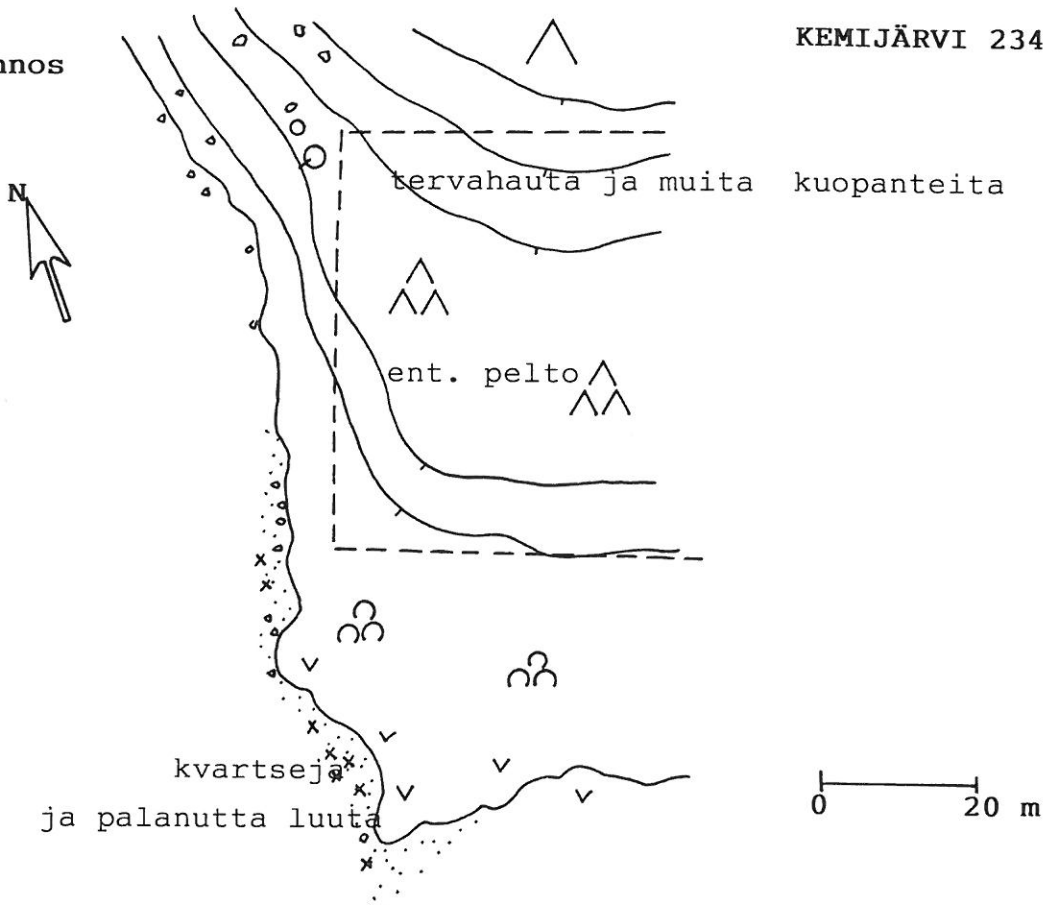 KEMIJÄRVI 234
nnos
N
tervahauta ja muita kuopanteita
ent. pelto
kvartseja
ja palanutta luuta
0 20 m